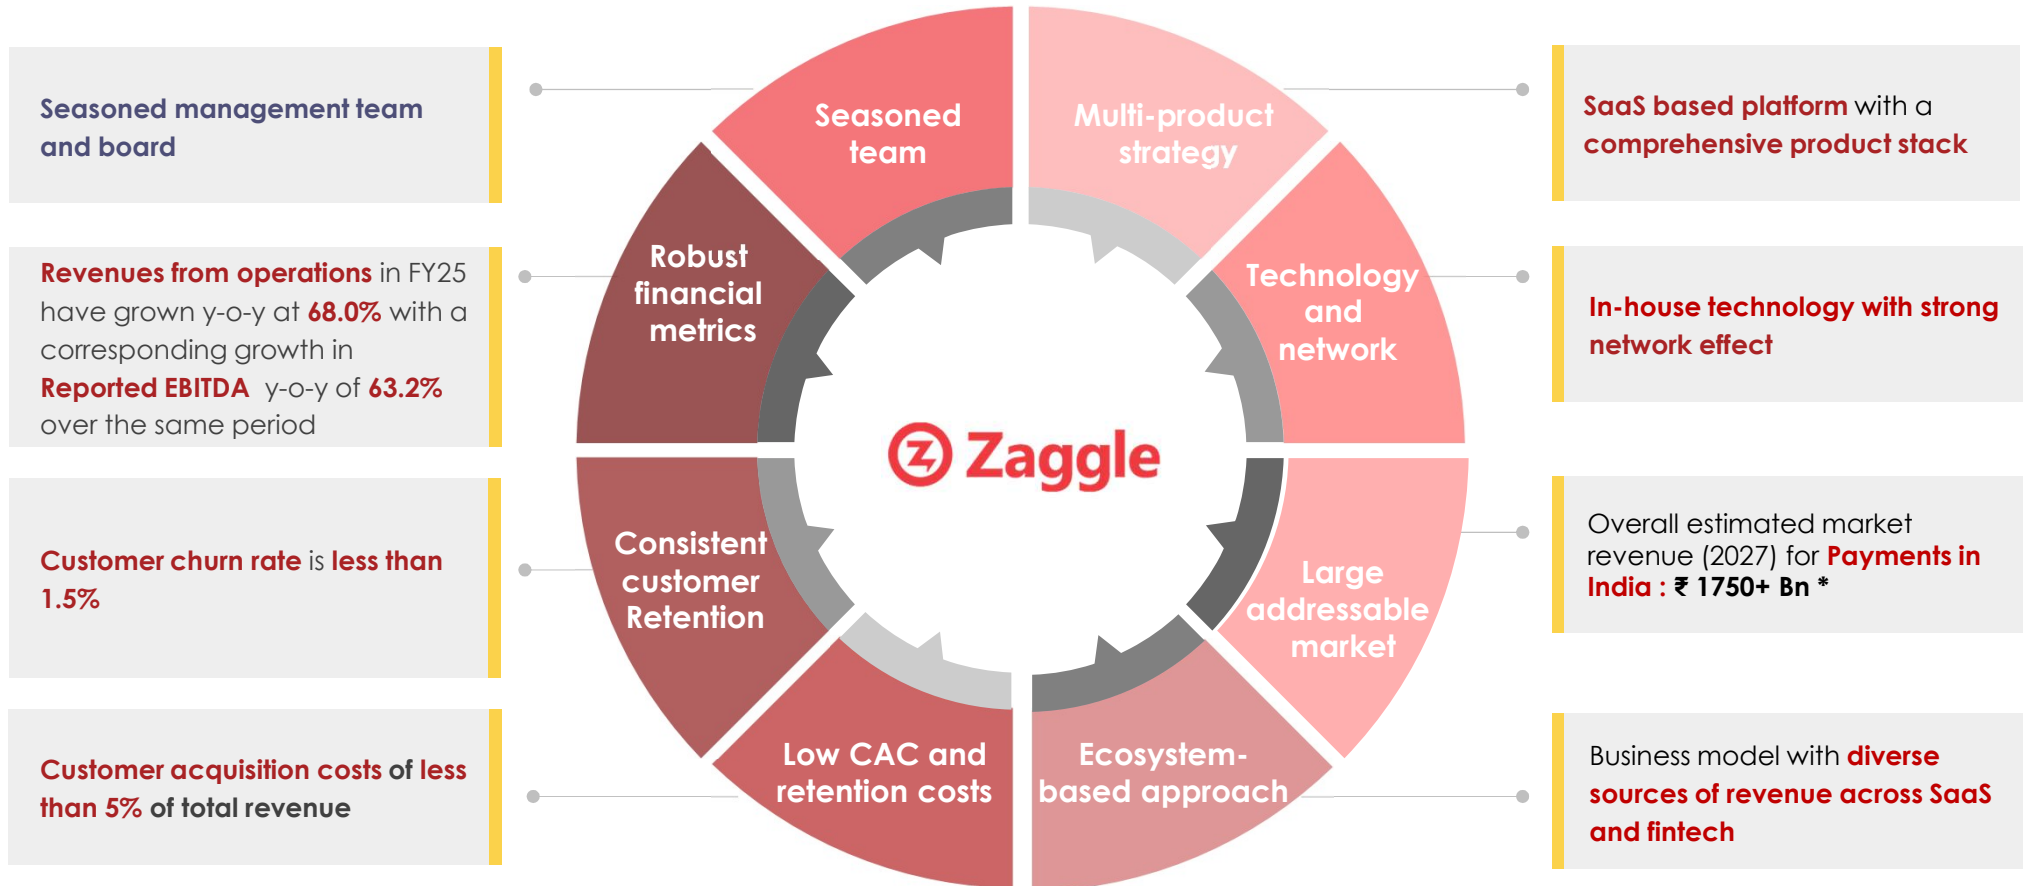 Seasoned management team
and board
Revenues from operations in FY25
have grown y-o-y at 68.0% with a
corresponding growth in
Reported EBITDA y-o-y of 63.2%
over the same period
Customer churn rate is less than
1.5%
Customer acquisition costs of less
than 5% of total revenue
Seasoned
team
Multi-product
strategy
Robust
financial
metrics
Technology
and
network
Zaggle
Consistent
customer
Retention
Large
addressable
market
Low CAC and
retention costs
Ecosystem-
based approach
SaaS based platform with a
comprehensive product stack
In-house technology with strong
network effect
Overall estimated market
revenue (2027) for Payments in
India : ₹ 1750+ Bn *
Business model with diverse
sources of revenue across SaaS
and fintech